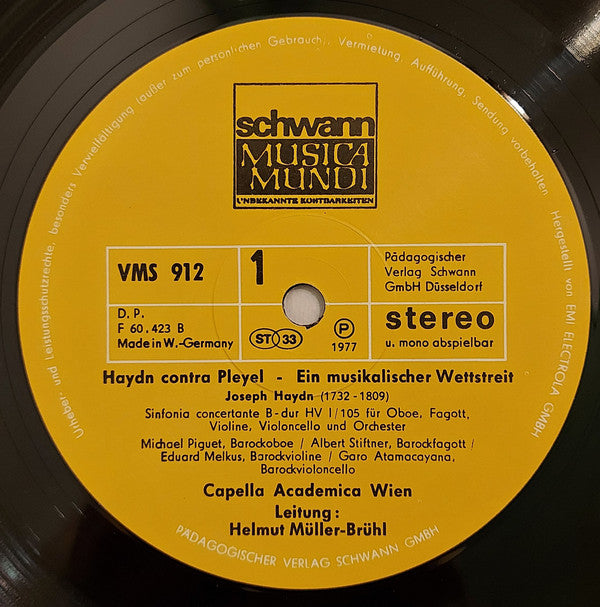 Urheber- und Leistungsschutzrechte, besonders Vervielfältigung (außer zum persönlichen Gebrauch), Vermietung, Aufführung, Sendung vorbehalten. Hergestellt von EMI ELECTROLA GMBH
schwann
MUSICA
MUNDI
UNBEKANNTE KOSTBARKEITEN
VMS 912
1
Pädagogischer
Verlag Schwann
GmbH Düsseldorf
D. P.
F 60.423 B
Made in W.-Germany
ST 33
P
1977
stereo
u. mono abspielbar
Haydn contra Pleyel - Ein musikalischer Wettstreit
Joseph Haydn (1732 - 1809)
Sinfonia concertante B-dur HV I/105 für Oboe, Fagott,
Violine, Violoncello und Orchester
Michael Piguet, Barockoboe / Albert Stiftner, Barockfagott /
Eduard Melkus, Barockvioline / Garo Atamacayana,
Barockvioloncello
Capella Academica Wien
Leitung:
Helmut Müller-Brühl
PÄDAGOGISCHER VERLAG SCHWANN GMBH